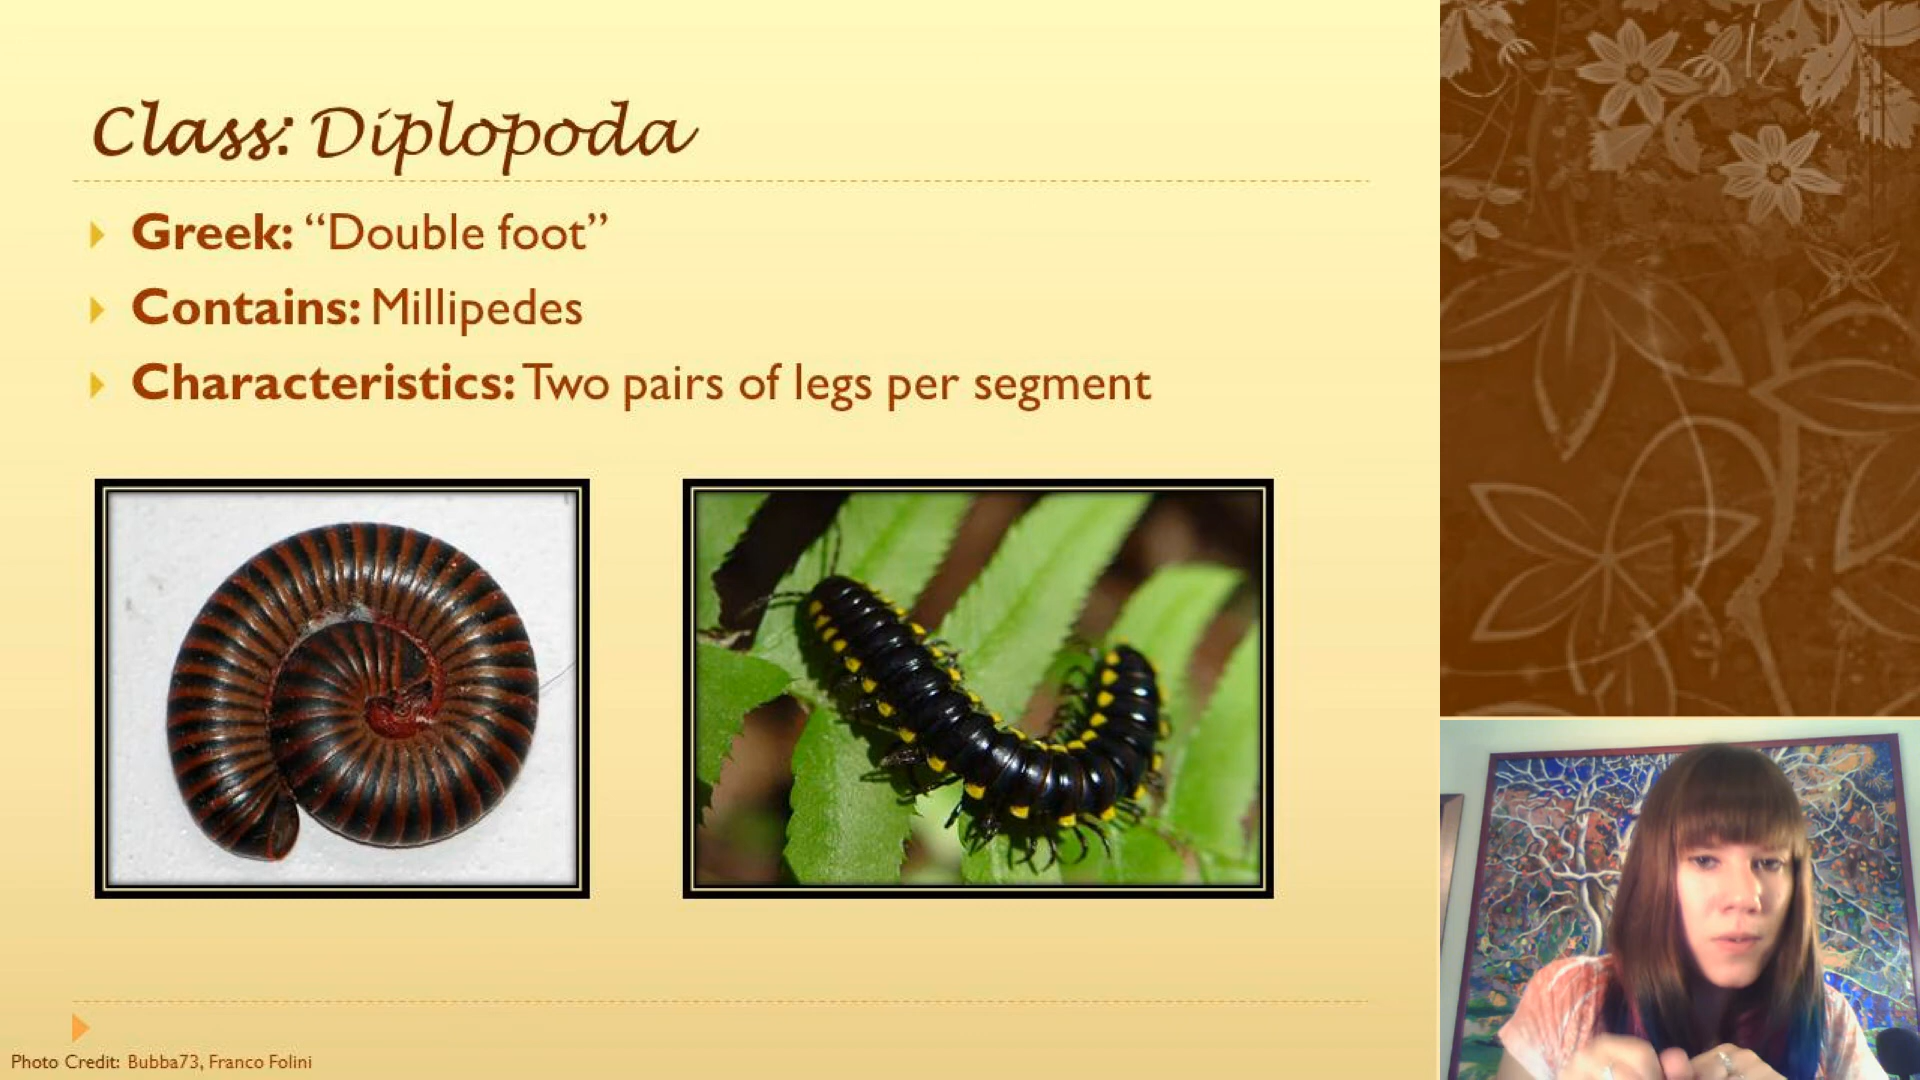 Class: Diplopoda
Greek: “Double foot”
Contains: Millipedes
Characteristics: Two pairs of legs per segment
Photo Credit: Bubba73, Franco Folini